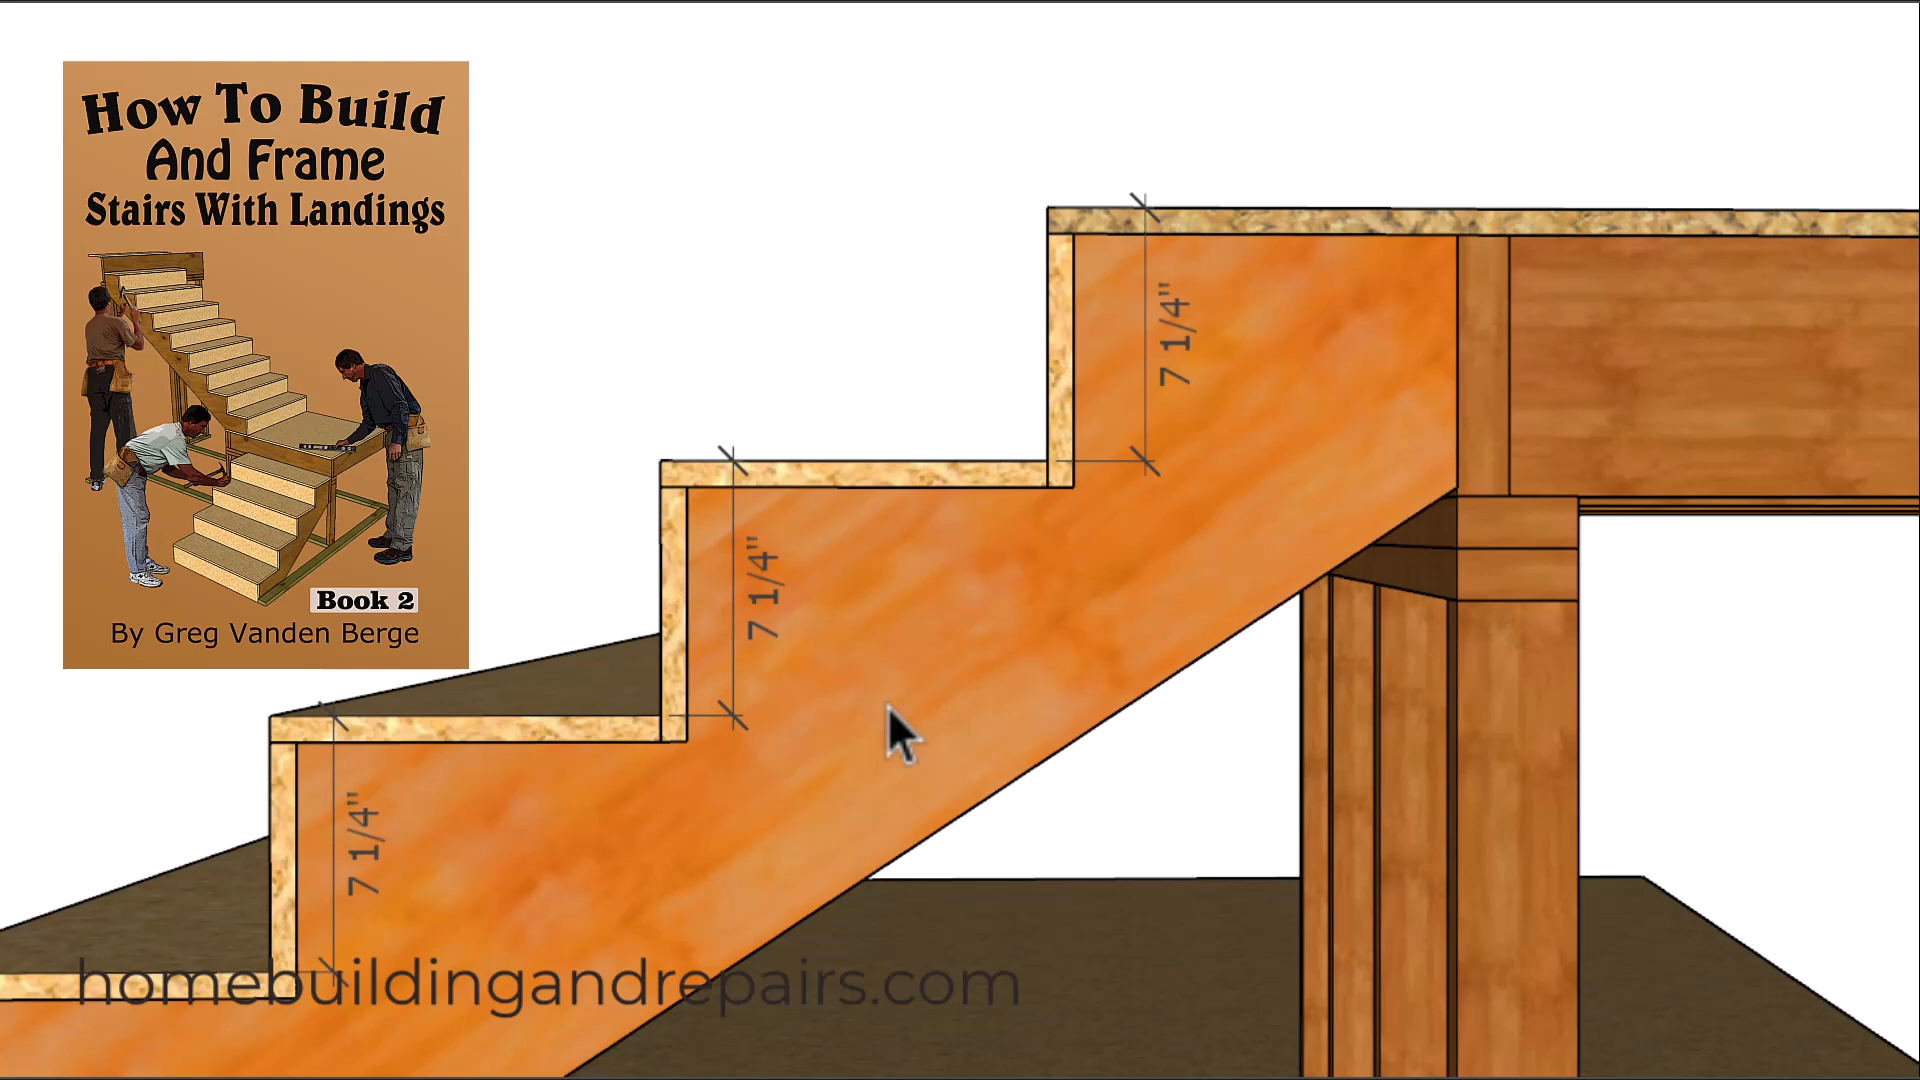 How To Build
And Frame
Stairs With Landings
Book 2
By Greg Vanden Berge
7 1/4"
7 1/4"
7 1/4"
homebuildingandrepairs.com